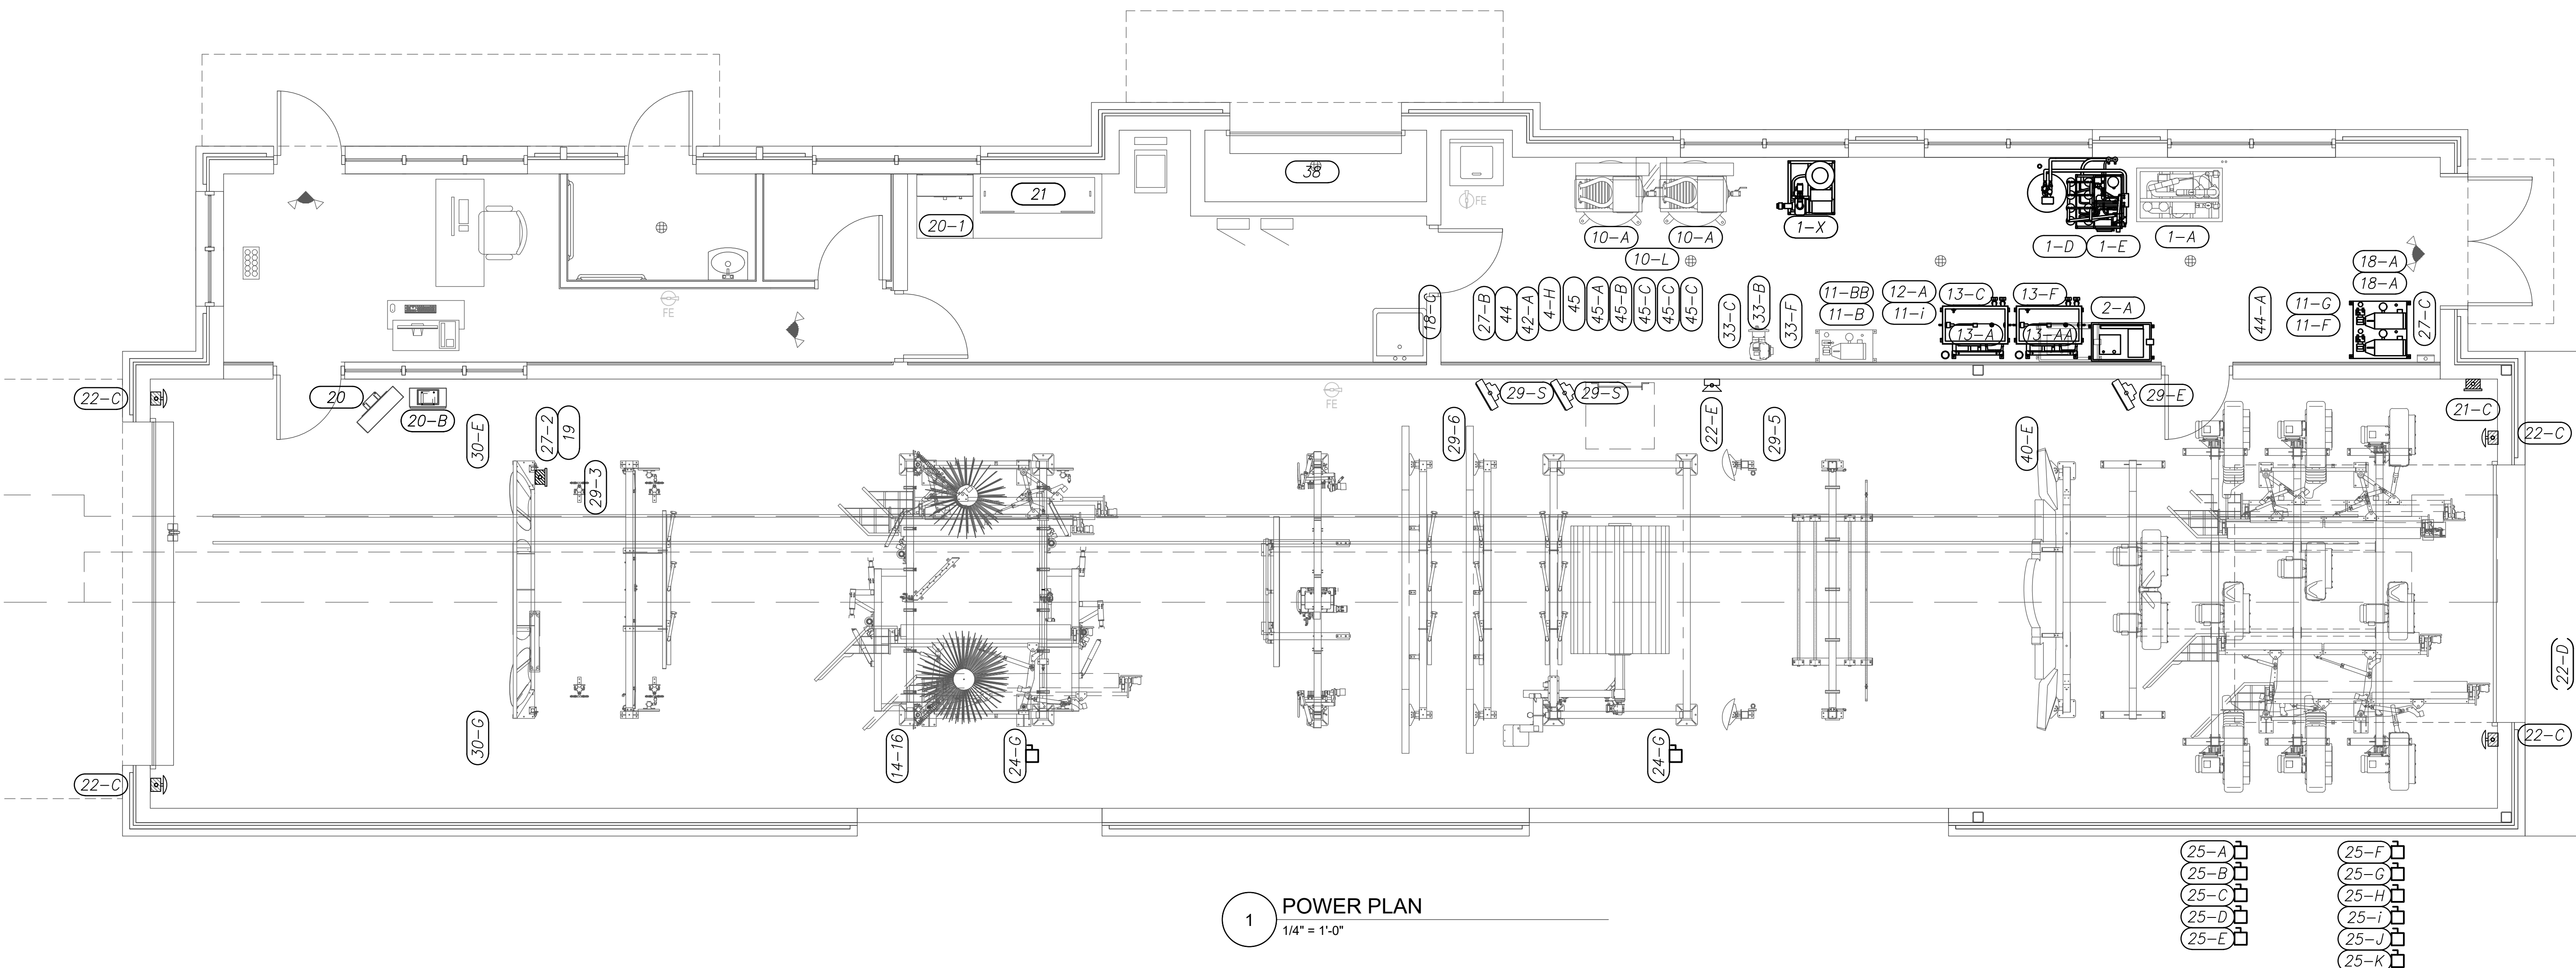 38
21
20-1
FE
FE
10-A
10-A
1-X
10-L
1-D
1-E
1-A
18-A
18-A
18-G
27-B
44
42-A
4-H
45
45-A
45-B
45-C
45-C
45-C
33-C
33-B
33-F
11-BB
11-B
12-A
11-i
13-C
13-F
13-A
13-AA
2-A
44-A
11-G
11-F
27-C
22-C
20
20-B
30-E
27-2
19
29-3
FE
29-6
29-S
29-S
22-E
29-5
40-E
29-E
21-C
22-C
22-D
30-G
22-C
14-16
24-G
24-G
22-C
25-A
25-B
25-C
25-D
25-E
25-F
25-G
25-H
25-i
25-J
25-K
1
POWER PLAN
1/4" = 1'-0"